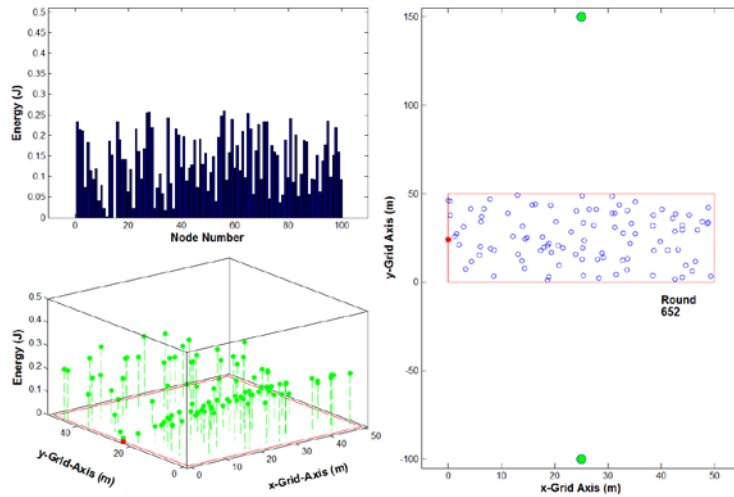 0.5
0.45
0.4
0.35
0.3
0.25
0.2
0.15
0.1
0.05
0
Energy (J)
0 20 40 60 80 100
Node Number
0.5
0.4
0.3
0.2
0.1
0
Energy (J)
40
20
0
y-Grid-Axis (m)
0 10 20 30 40 50
x-Grid-Axis (m)
150
100
50
0
-50
-100
y-Grid Axis (m)
Round
652
0 10 20 30 40 50
x-Grid Axis (m)